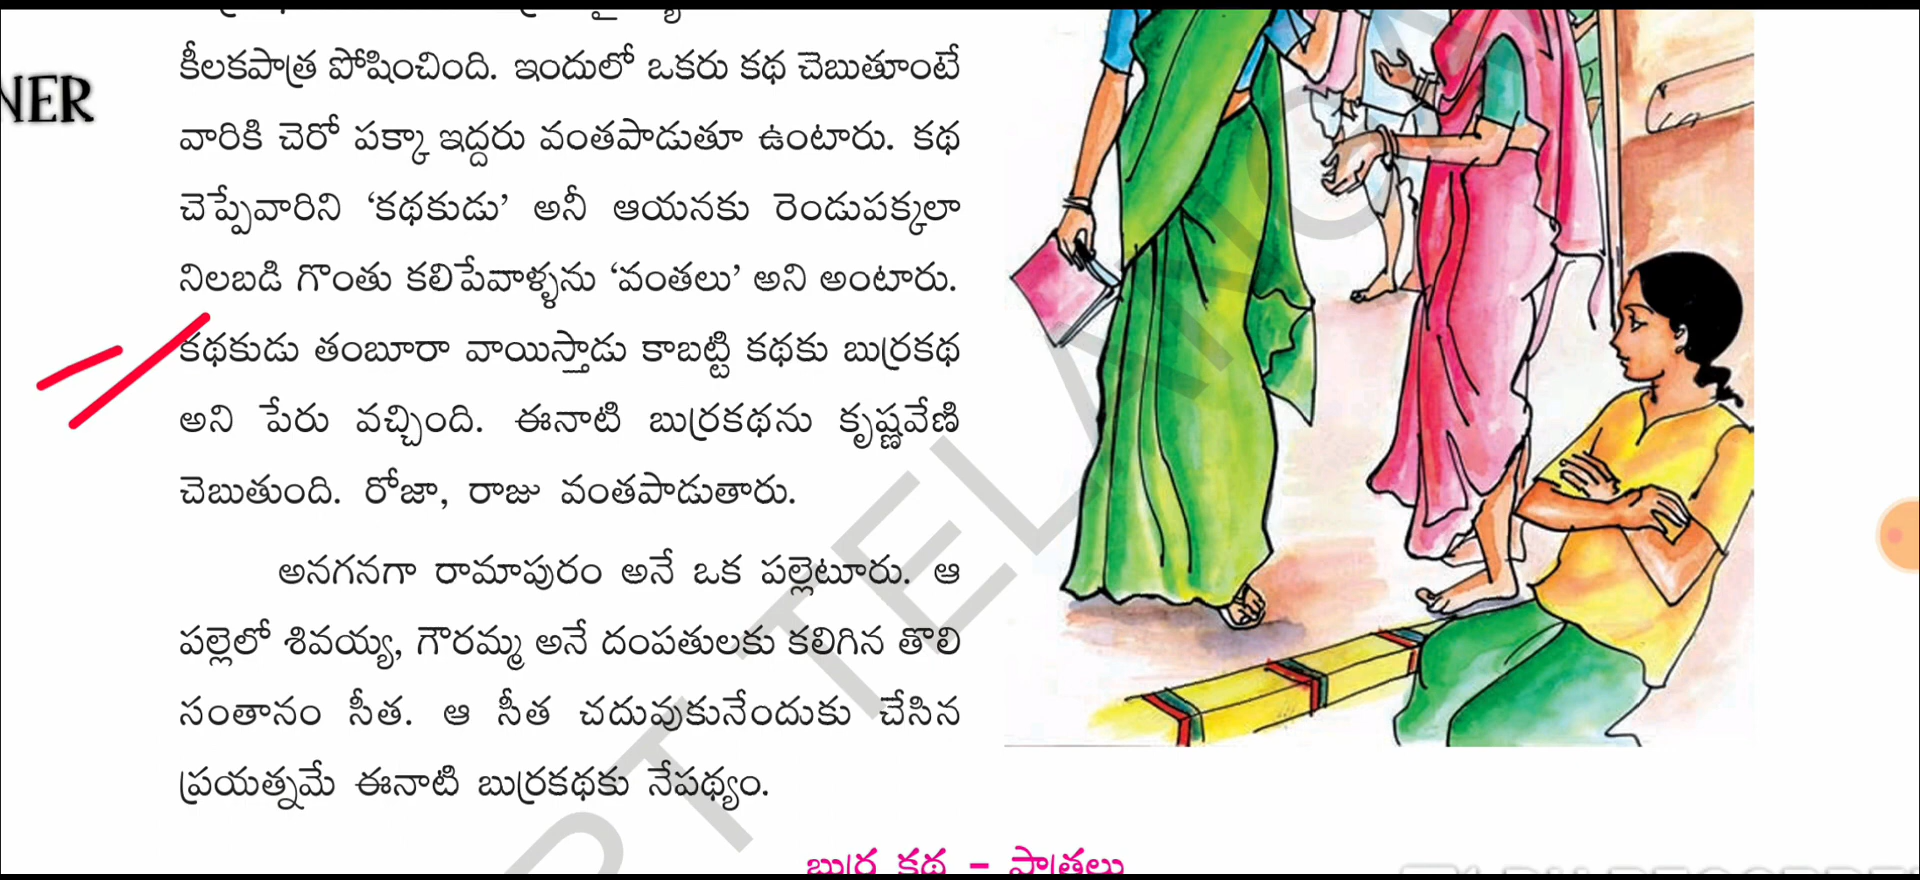 NER
కీలకపాత్ర పోషించింది. ఇందులో ఒకరు కథ చెబుతూంటే
వారికి చెరో పక్కా ఇద్దరు వంతపాడుతూ ఉంటారు. కథ
చెప్పేవారిని ‘కథకుడు’ అనీ ఆయనకు రెండుపక్కలా
నిలబడి గొంతు కలిపేవాళ్ళను ‘వంతలు’ అని అంటారు.
కథకుడు తంబూరా వాయిస్తాడు కాబట్టి కథకు బుర్రకథ
అని పేరు వచ్చింది. ఈనాటి బుర్రకథను కృష్ణవేణి
చెబుతుంది. రోజా, రాజు వంతపాడుతారు.
అనగనగా రామాపురం అనే ఒక పల్లెటూరు. ఆ
పల్లెలో శివయ్య, గౌరమ్మ అనే దంపతులకు కలిగిన తొలి
సంతానం సీత. ఆ సీత చదువుకునేందుకు చేసిన
ప్రయత్నమే ఈనాటి బుర్రకథకు నేపథ్యం.
బుర్ర కథ – పాత్రలు